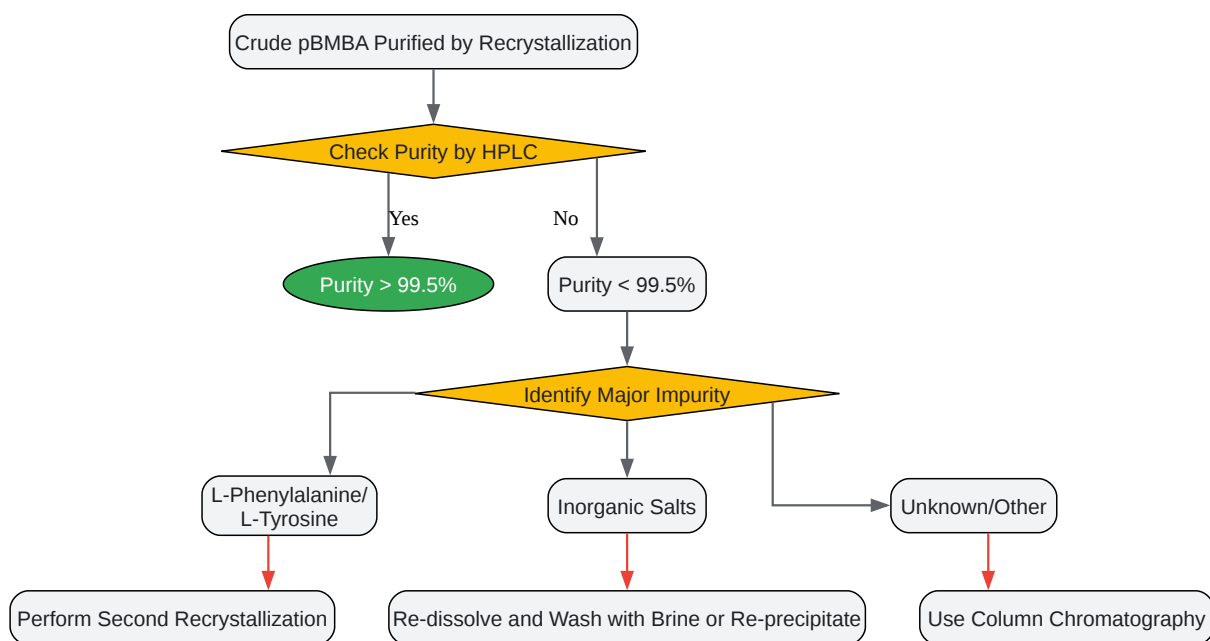 Crude pBMBA Purified by Recrystallization
Check Purity by HPLC
Yes
No
Purity > 99.5%
Purity < 99.5%
Identify Major Impurity
L-Phenylalanine/
L-Tyrosine
Inorganic Salts
Unknown/Other
Perform Second Recrystallization
Re-dissolve and Wash with Brine or Re-precipitate
Use Column Chromatography